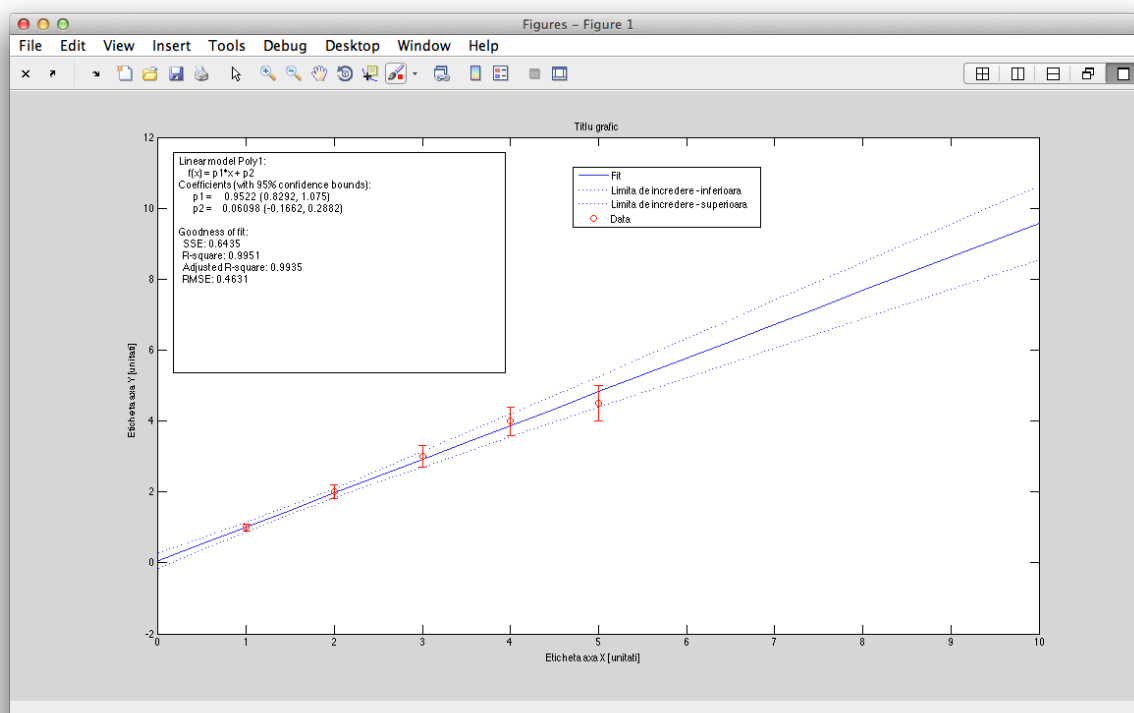 Figures – Figure 1
File Edit View Insert Tools Debug Desktop Window Help
Titlu grafic
12
10
8
6
4
2
0
-2
Eticheta axa Y [unitati]
Linear model Poly1:
f(x) = p1*x + p2
Coefficients (with 95% confidence bounds):
p1 = 0.9522 (0.8292, 1.075)
p2 = 0.06098 (-0.1662, 0.2882)
Goodness of fit:
SSE: 0.6435
R-square: 0.9951
Adjusted R-square: 0.9935
RMSE: 0.4631
Fit
Limita de incredere - inferioara
Limita de incredere - superioara
Data
0 1 2 3 4 5 6 7 8 9 10
Eticheta axa X [unitati]